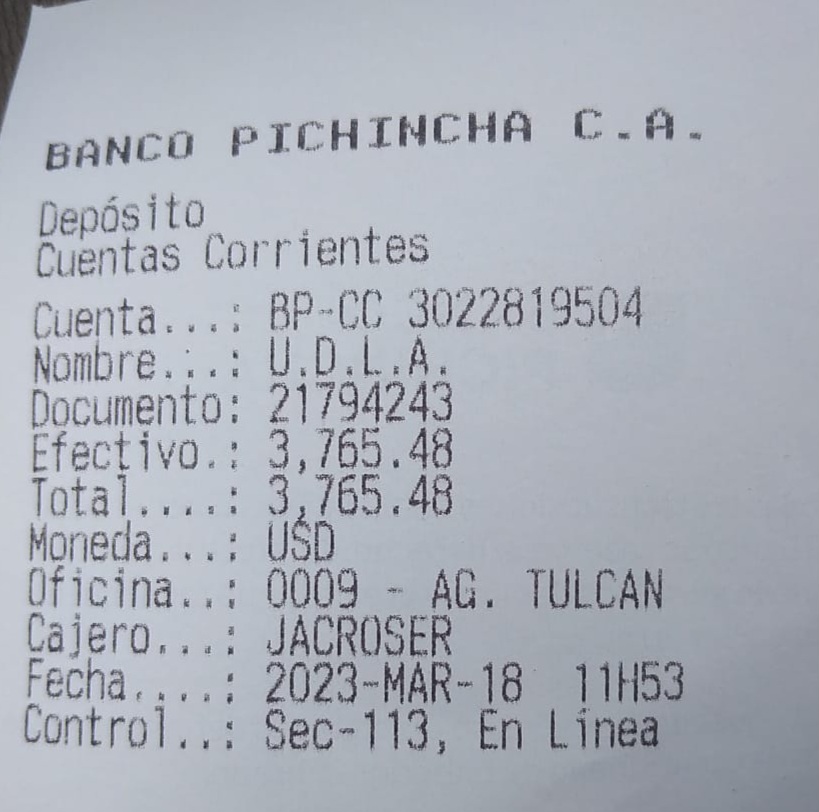 BANCO PICHINCHA C.A.
Depósito
Cuentas Corrientes
Cuenta...: BP-CC 3022819504
Nombre...: U.D.L.A.
Documento: 21794243
Efectivo.: 3,765.48
Total....: 3,765.48
Moneda...: USD
Oficina..: 0009 - AG. TULCAN
Cajero...: JACROSER
Fecha....: 2023-MAR-18 11H53
Control..: Sec-113, En Línea